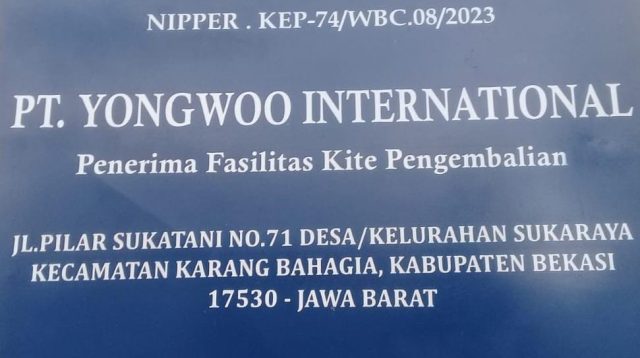 NIPPER . KEP-74/WBC.08/2023
PT. YONGWOO INTERNATIONAL
Penerima Fasilitas Kite Pengembalian
JL.PILAR SUKATANI NO.71 DESA/KELURAHAN SUKARAYA
KECAMATAN KARANG BAHAGIA, KABUPATEN BEKASI
17530 - JAWA BARAT